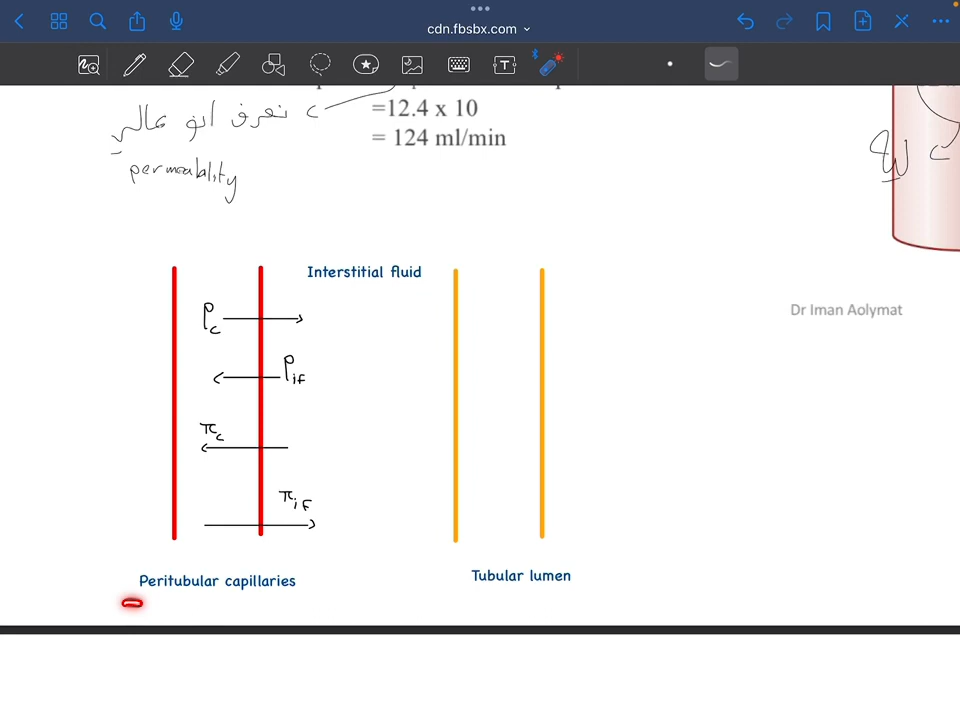 cdn.fbsbx.com
نعرف انو عالي
permeability
=12.4 x 10
= 124 ml/min
Interstitial fluid
Dr Iman Aolymat
Pc
Pif
πc
πif
Peritubular capillaries
Tubular lumen